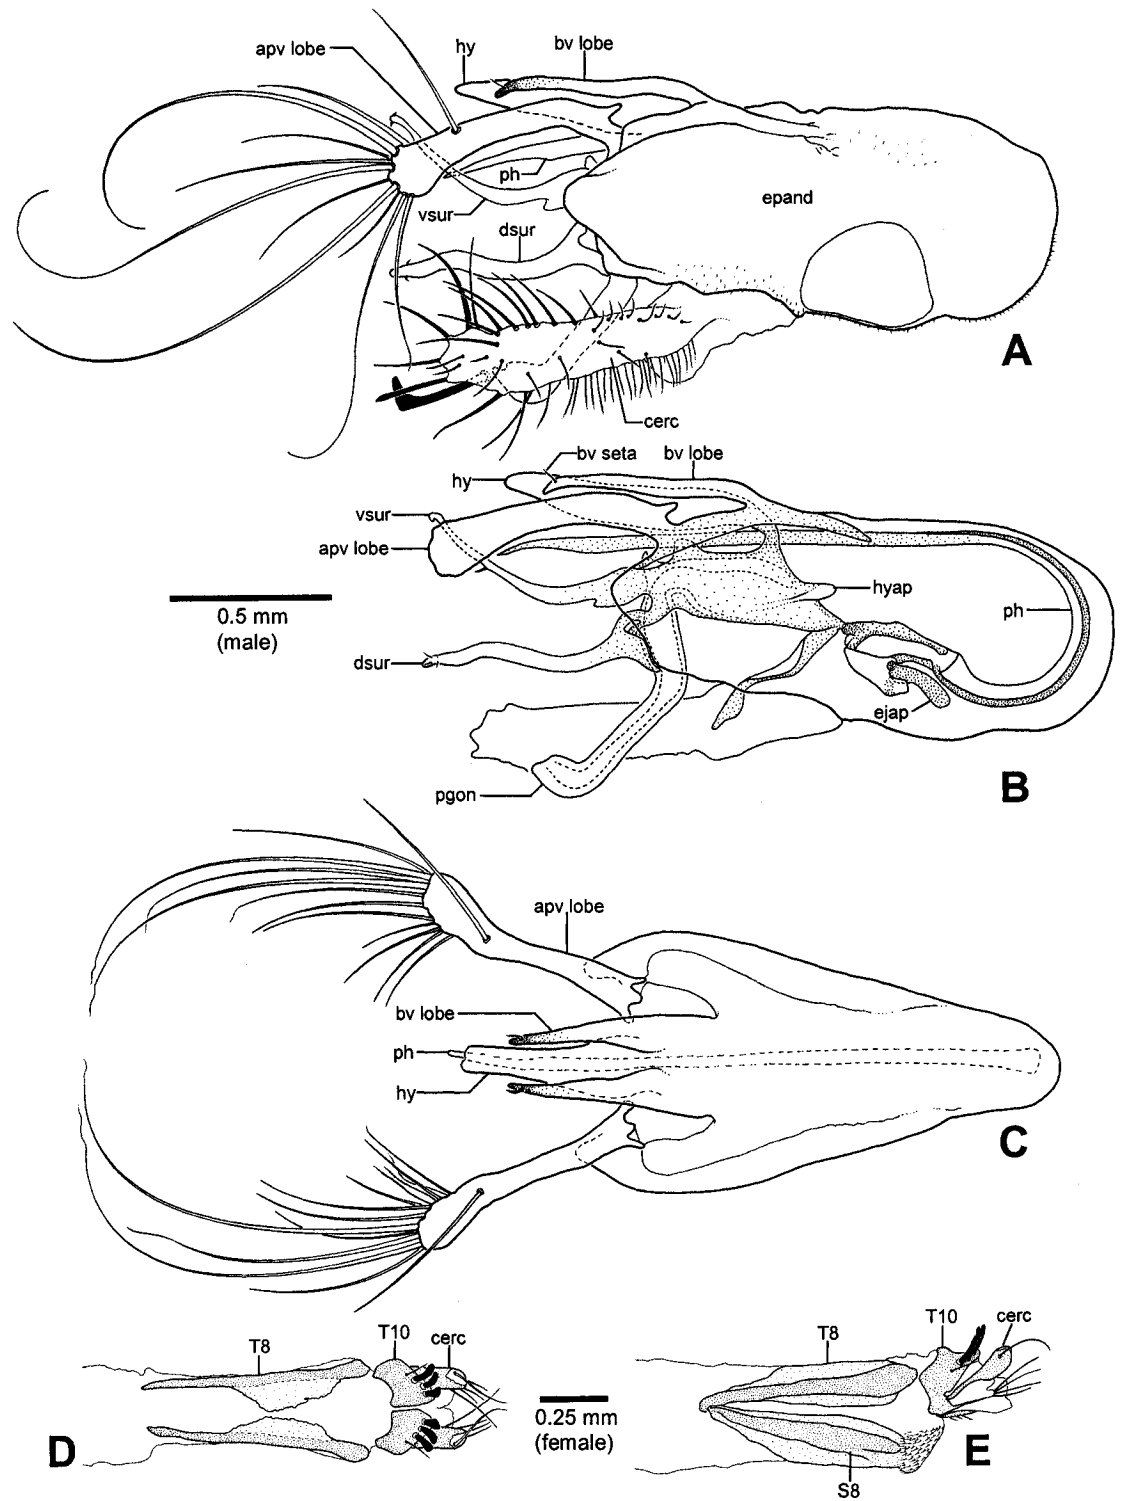 apv lobe
hy
bv lobe
ph
vsur
epand
dsur
A
cerc
bv seta
bv lobe
hy
vsur
apv lobe
0.5 mm
(male)
hyap
ph
dsur
ejap
pgon
B
apv lobe
bv lobe
ph
hy
C
T8
T10
cerc
D
0.25 mm
(female)
T8
T10
cerc
S8
E